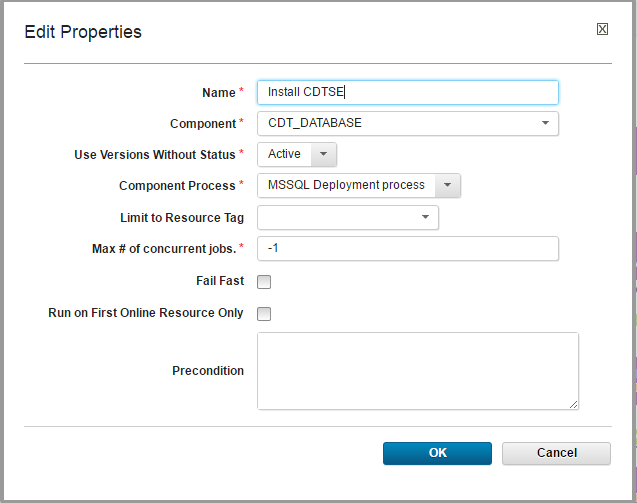 Edit Properties
Name * Install CDTSE
Component * CDT_DATABASE
Use Versions Without Status * Active
Component Process * MSSQL Deployment process
Limit to Resource Tag
Max # of concurrent jobs. * -1
Fail Fast
Run on First Online Resource Only
Precondition
OK Cancel